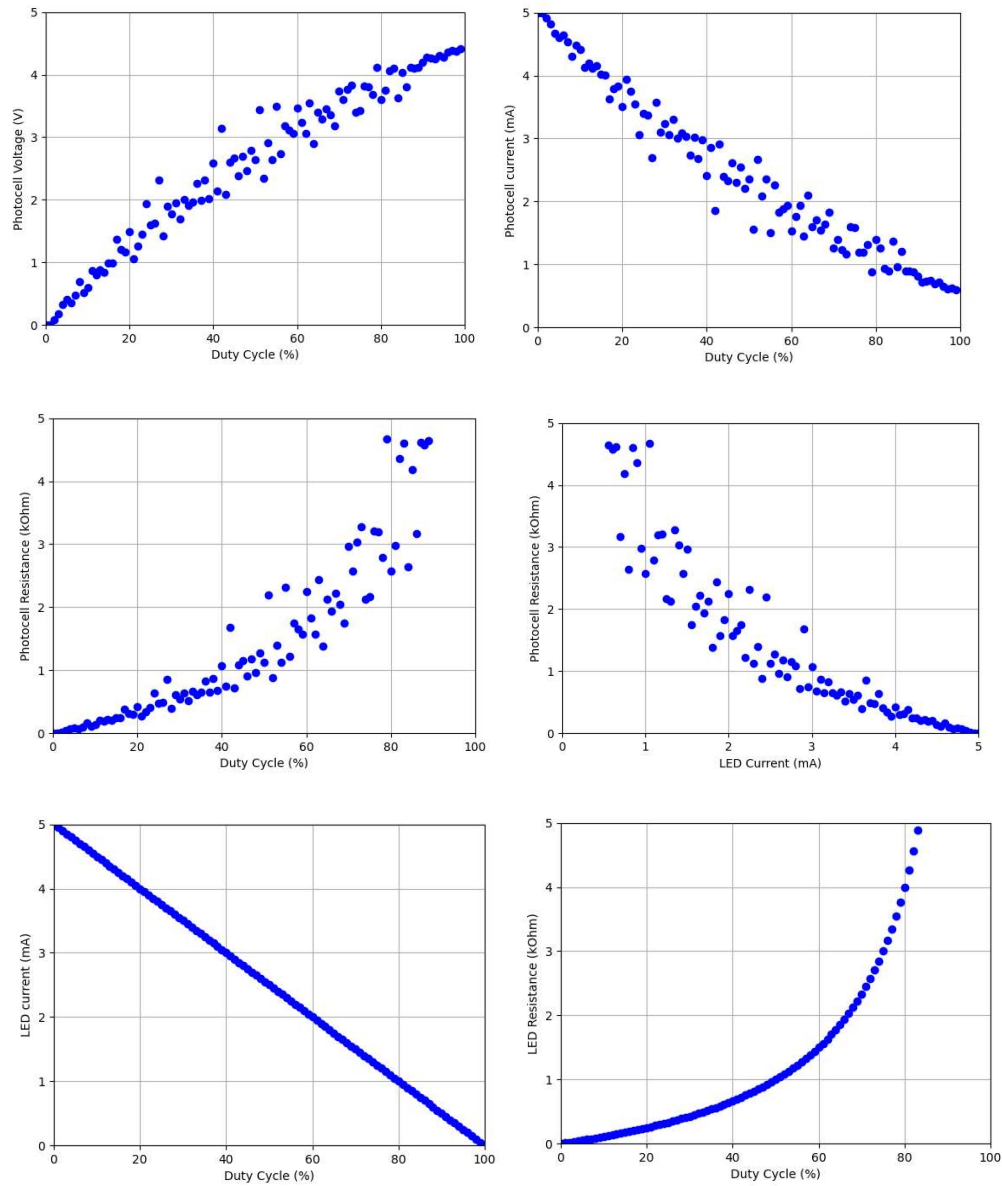 5
4
3
2
1
0
Photocell Voltage (V)
0 20 40 60 80 100
Duty Cycle (%)
5
4
3
2
1
0
Photocell current (mA)
0 20 40 60 80 100
Duty Cycle (%)
5
4
3
2
1
0
Photocell Resistance (kOhm)
0 20 40 60 80 100
Duty Cycle (%)
5
4
3
2
1
0
Photocell Resistance (kOhm)
0 1 2 3 4 5
LED Current (mA)
5
4
3
2
1
0
LED current (mA)
0 20 40 60 80 100
Duty Cycle (%)
5
4
3
2
1
0
LED Resistance (kOhm)
0 20 40 60 80 100
Duty Cycle (%)